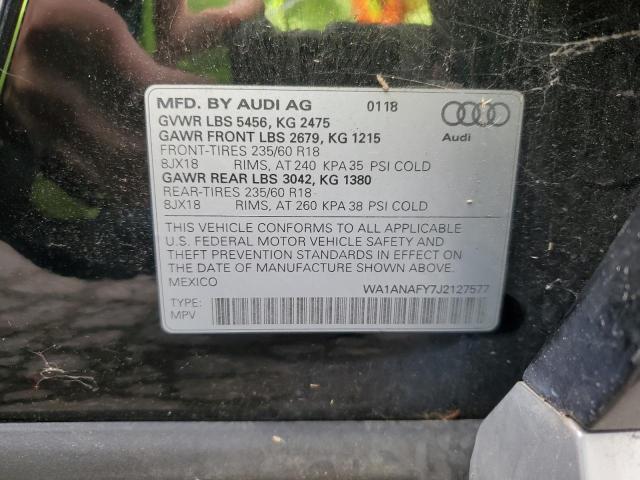 MFD. BY AUDI AG 0118
GVWR LBS 5456, KG 2475
GAWR FRONT LBS 2679, KG 1215
FRONT-TIRES 235/60 R18
8JX18 RIMS, AT 240 KPA 35 PSI COLD
GAWR REAR LBS 3042, KG 1380
REAR-TIRES 235/60 R18
8JX18 RIMS, AT 260 KPA 38 PSI COLD
Audi
THIS VEHICLE CONFORMS TO ALL APPLICABLE
U.S. FEDERAL MOTOR VEHICLE SAFETY AND
THEFT PREVENTION STANDARDS IN EFFECT ON
THE DATE OF MANUFACTURE SHOWN ABOVE.
MEXICO
WA1ANAFY7J2127577
TYPE:
MPV